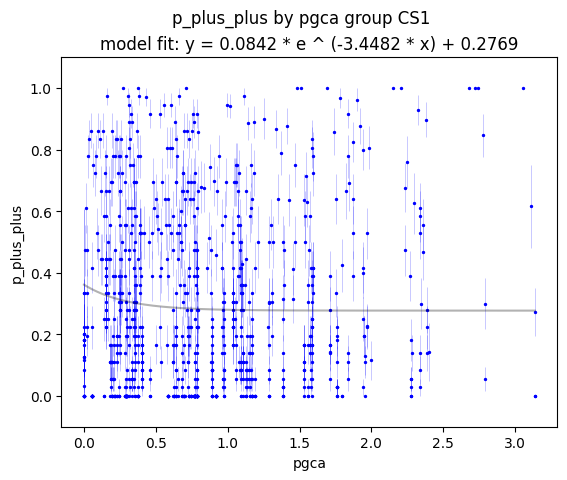 p_plus_plus by pgca group CS1
model fit: y = 0.0842 * e ^ (-3.4482 * x) + 0.2769
1.0
0.8
0.6
0.4
0.2
0.0
p_plus_plus
0.0 0.5 1.0 1.5 2.0 2.5 3.0
pgca